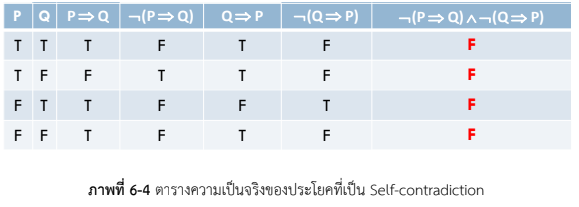 P Q P⇒Q ¬(P⇒Q) Q⇒P ¬(Q⇒P) ¬(P⇒Q)∧¬(Q⇒P)
T T T F T F F
T F F T T F F
F T T F F T F
F F T F T F F
ภาพที่ 6-4 ตารางความเป็นจริงของประโยคที่เป็น Self-contradiction